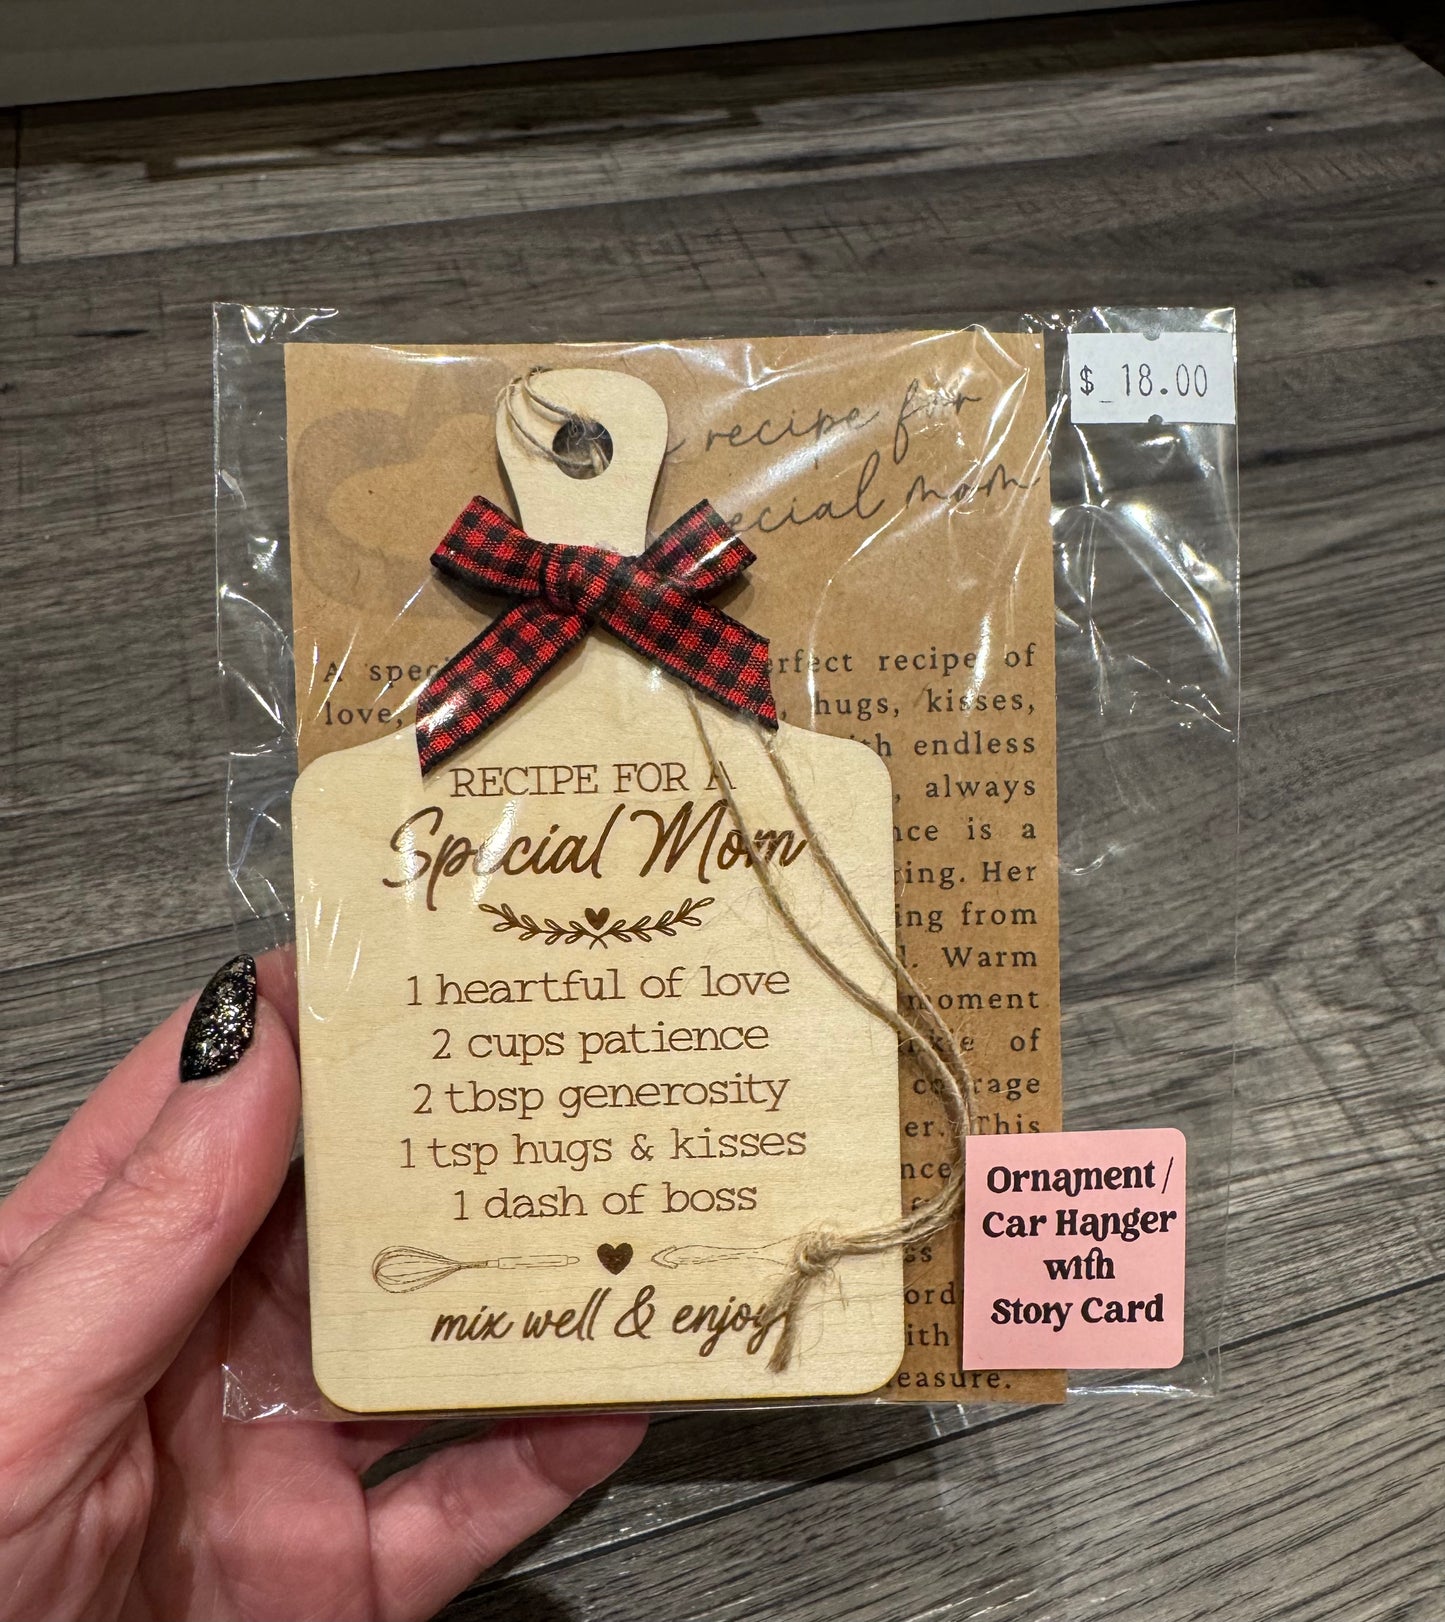 $ 18.00
recipe for
special mom
A spec
perfect recipe of
love,
hugs, kisses,
endless
always
is a
Her
from
Warm
moment
of
courage
This
RECIPE FOR A
Special Mom
1 heartful of love
2 cups patience
2 tbsp generosity
1 tsp hugs & kisses
1 dash of boss
mix well & enjoy
Ornament /
Car Hanger
with
Story Card